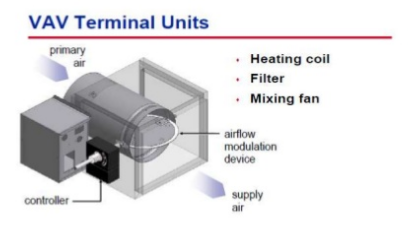 VAV Terminal Units
primary
air
· Heating coil
· Filter
· Mixing fan
airflow
modulation
device
controller
supply
air